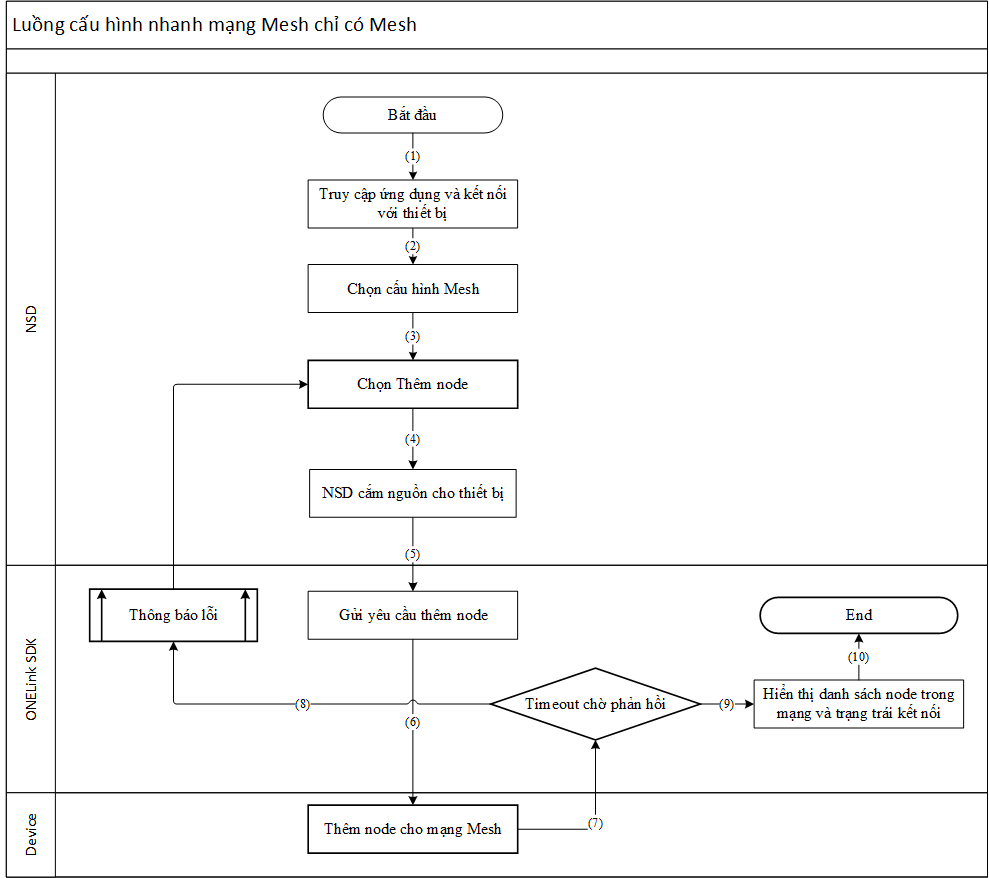 Luồng cấu hình nhanh mạng Mesh chỉ có Mesh
NSD
Bắt đầu
(1)
Truy cập ứng dụng và kết nối
với thiết bị
(2)
Chọn cấu hình Mesh
(3)
Chọn Thêm node
(4)
NSD cắm nguồn cho thiết bị
(5)
ONELink SDK
Thông báo lỗi
Gửi yêu cầu thêm node
End
(10)
Timeout chờ phản hồi
(8)
(9)
Hiển thị danh sách node trong
mạng và trạng trái kết nối
(6)
Device
Thêm node cho mạng Mesh
(7)